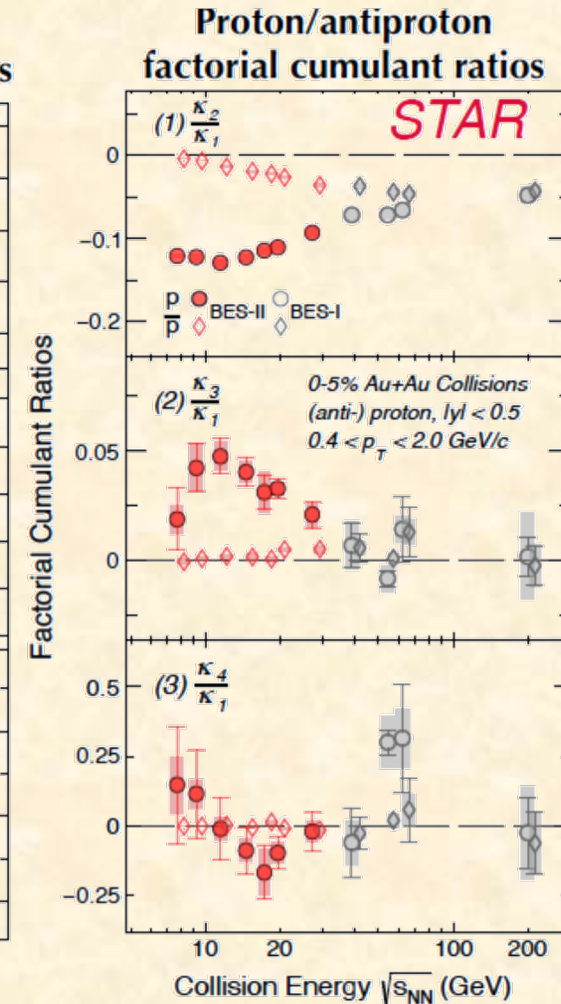 s
Proton/antiproton
factorial cumulant ratios
(1) κ2/κ1
STAR
0
−0.1
−0.2
p BES-II BES-I
p̅
Factorial Cumulant Ratios
(2) κ3/κ1
0-5% Au+Au Collisions
(anti-) proton, |y| < 0.5
0.4 < pT < 2.0 GeV/c
0.05
0
(3) κ4/κ1
0.5
0.25
0
−0.25
10 20 100 200
Collision Energy √sNN (GeV)